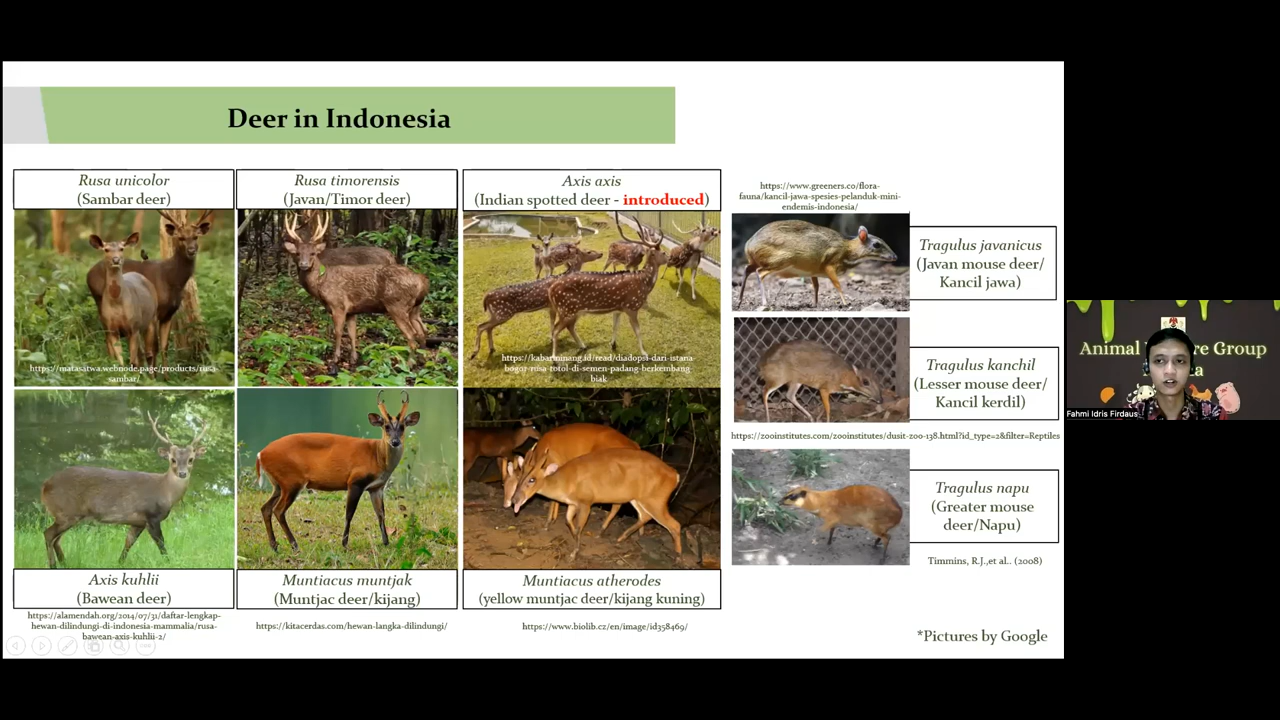 Deer in Indonesia
Rusa unicolor
(Sambar deer)
Rusa timorensis
(Javan/Timor deer)
Axis axis
(Indian spotted deer - introduced)
https://matasatwa.webnode.page/products/rusa-
sambar/
https://kabarminang.id/read/diadopsi-dari-istana-
bogor-rusa-totol-di-semen-padang-berkembang-
biak
Axis kuhlii
(Bawean deer)
Muntiacus muntjak
(Muntjac deer/kijang)
Muntiacus atherodes
(yellow muntjac deer/kijang kuning)
https://alamendah.org/2014/07/31/daftar-lengkap-
hewan-dilindungi-di-indonesia-mammalia/rusa-
bawean-axis-kuhlii-2/
https://kitacerdas.com/hewan-langka-dilindungi/
https://www.biolib.cz/en/image/id358469/
https://www.greeners.co/flora-
fauna/kancil-jawa-spesies-pelanduk-mini-
endemis-indonesia/
Tragulus javanicus
(Javan mouse deer/
Kancil jawa)
Tragulus kanchil
(Lesser mouse deer/
Kancil kerdil)
https://zooinstitutes.com/zooinstitutes/dusit-zoo-138.html?id_type=2&filter=Reptiles
Tragulus napu
(Greater mouse
deer/Napu)
Timmins, R.J.,et al.. (2008)
*Pictures by Google
Animal re Group
a
Fahmi Idris Firdaus